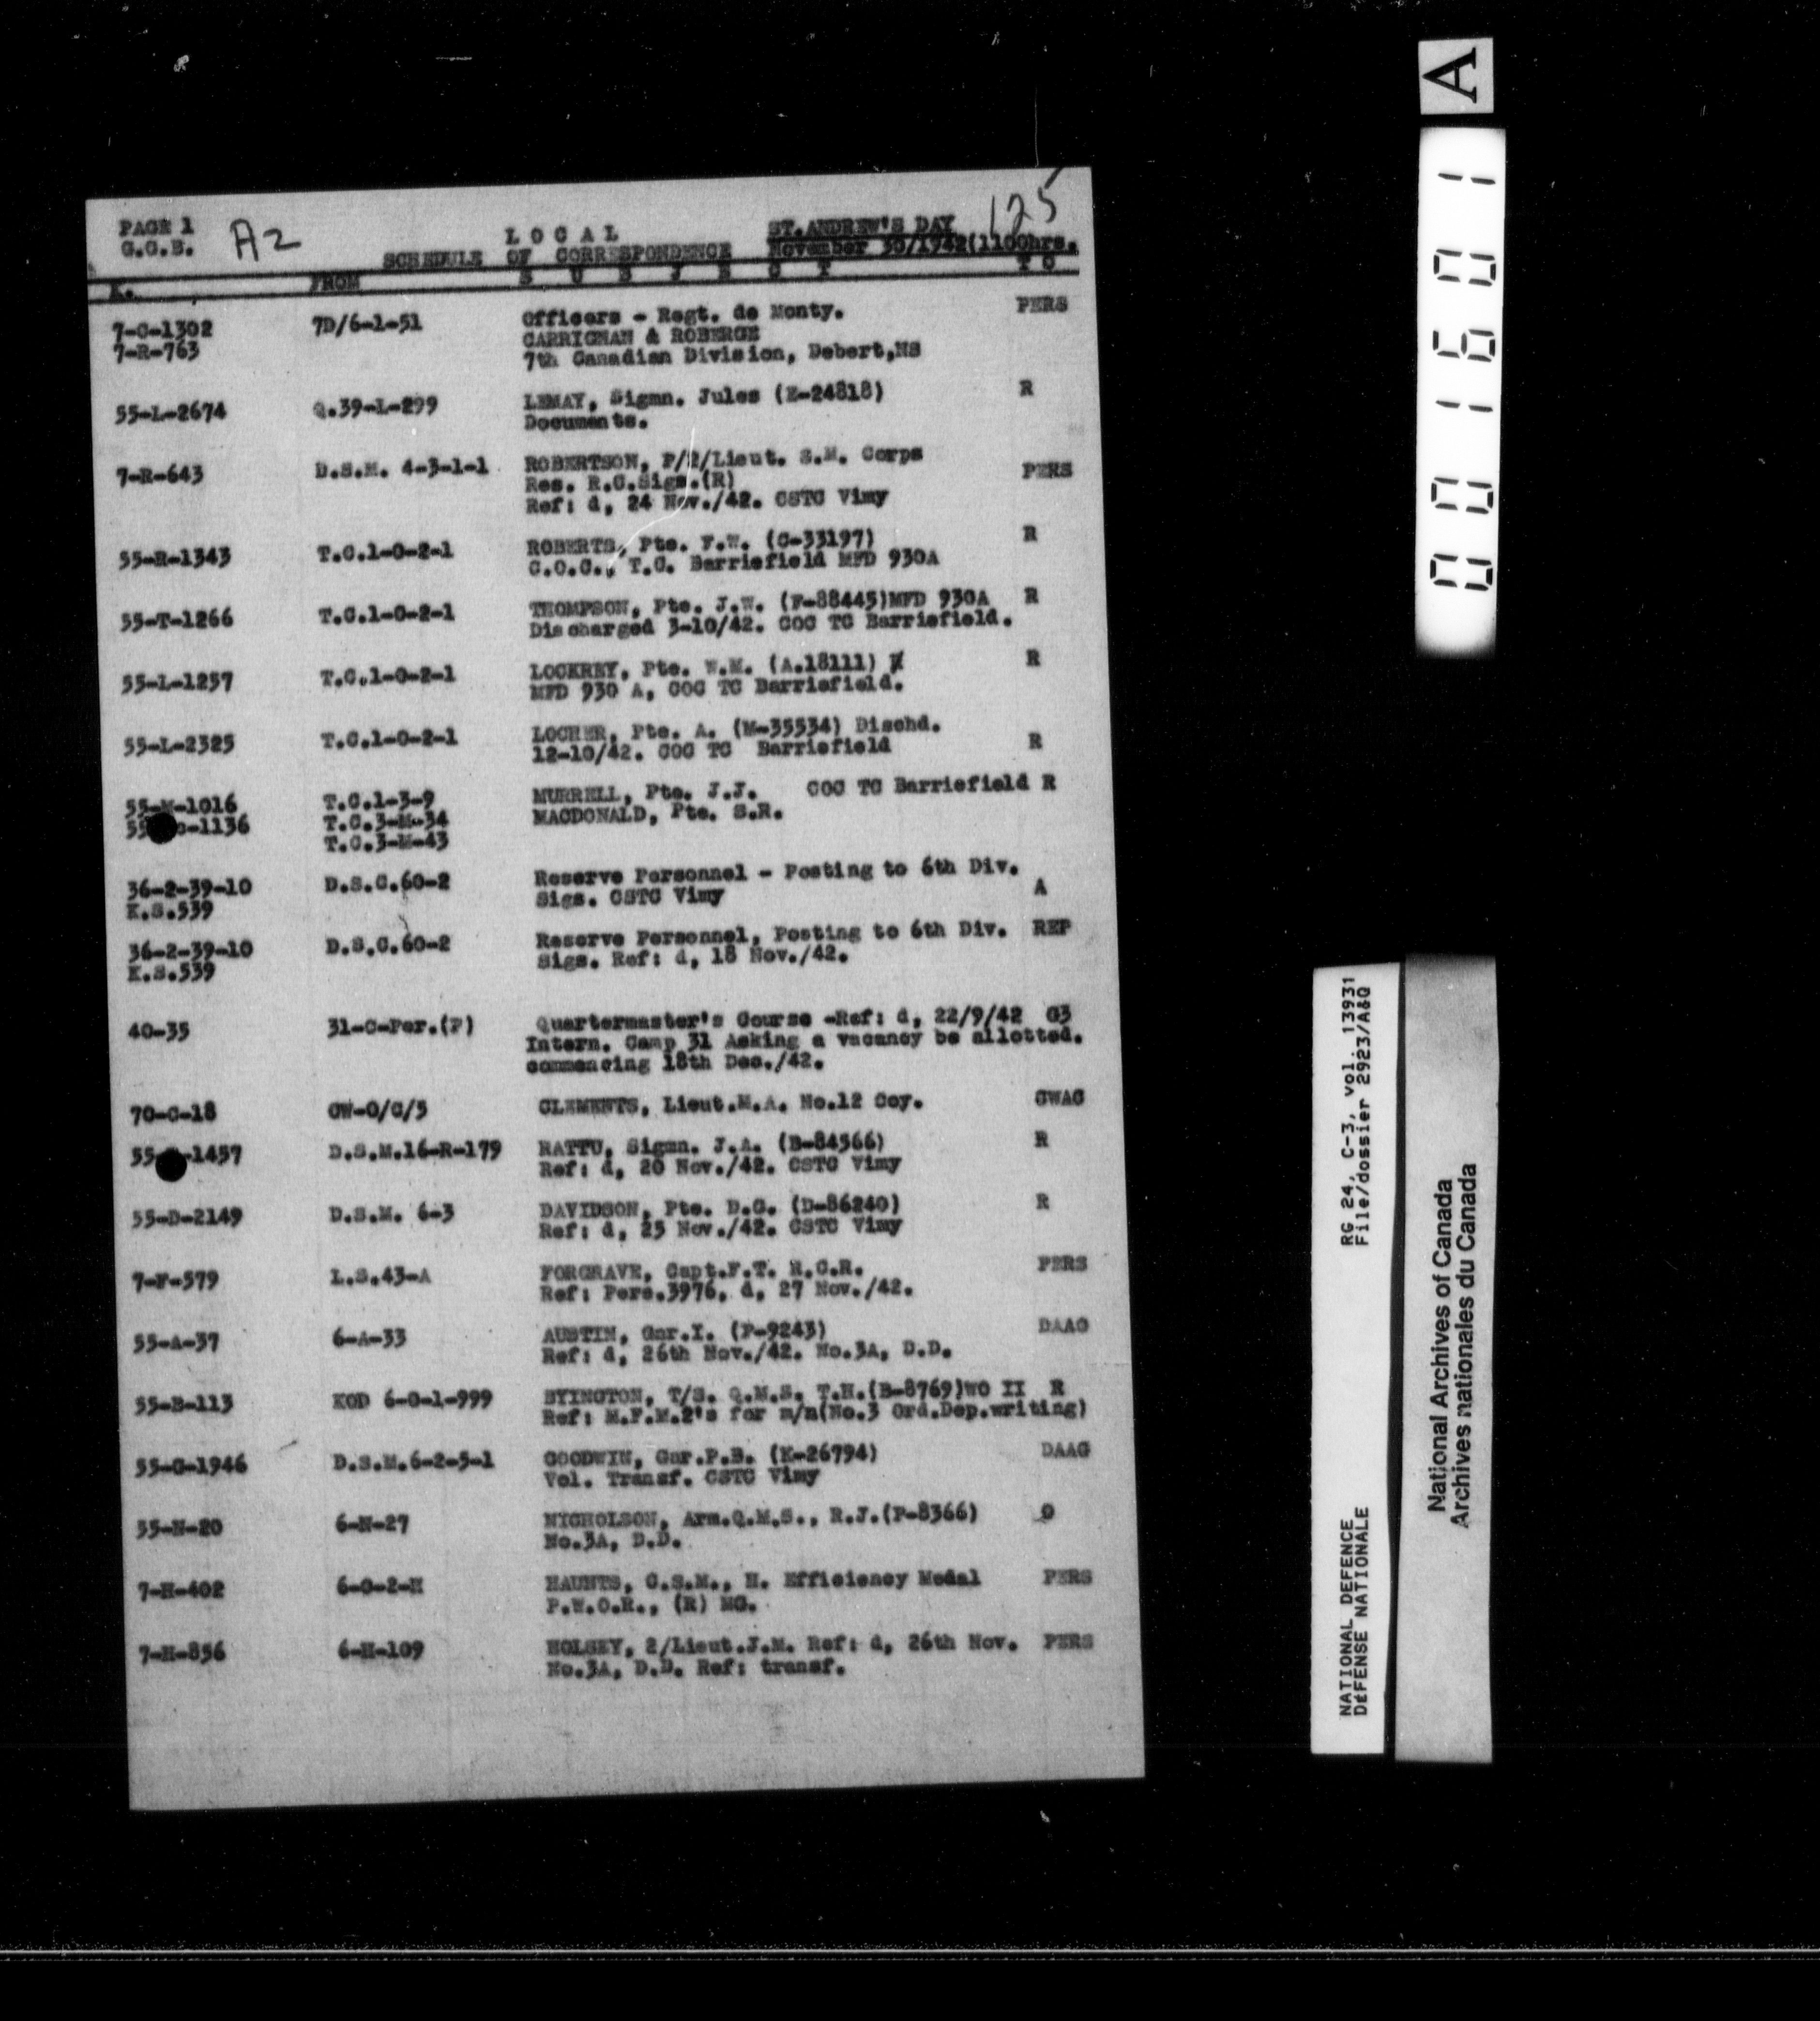 PAGE 1
G.G.B.
A2
LOCAL
SCHEDULE OF CORRESPONDENCE
ST.ANDREW'S DAY
November 30/1942(1100hrs.
125
K. FROM SUBJECT TO
7-C-1302 7D/6-1-51 Officers - Regt. de Monty. PERS
7-R-763 CARRIGNAN & ROBERGE
7th Canadian Division, Debert,NS
55-L-2674 Q.39-L-299 LEMAY, Sigmn. Jules (E-24818) R
Documents.
7-R-643 D.S.M. 4-3-1-1 ROBERTSON, P/2/Lieut. S.M. Corps
Res. R.C.Sigs.(R) PERS
Ref: d, 24 Nov./42. CSTC Vimy
55-R-1343 T.C.1-0-2-1 ROBERTS, Pte. F.W. (C-33197) R
C.O.C., T.C. Barriefield MFD 930A
55-T-1266 T.C.1-0-2-1 THOMPSON, Pte. J.W. (F-88445)MFD 930A R
Discharged 3-10/42. COC TC Barriefield.
55-L-1257 T.C.1-0-2-1 LOCKREY, Pte. W.M. (A.18111) R
MFD 930 A, COC TC Barriefield.
55-L-2325 T.C.1-0-2-1 LOCHER, Pte. A. (M-35534) Dischd.
12-10/42. COC TC Barriefield R
55-M-1016 T.C.1-3-9 MURRELL, Pte. J.J. COC TC Barriefield R
-1136 T.C.3-M-34 MACDONALD, Pte. S.R.
T.C.3-M-43
36-2-39-10 D.S.C.60-2 Reserve Personnel - Posting to 6th Div.
K.S.539 Sigs. CSTC Vimy A
36-2-39-10 D.S.C.60-2 Reserve Personnel, Posting to 6th Div. REP
K.S.539 Sigs. Ref: d, 18 Nov./42.
40-35 31-C-Per.(F) Quartermaster's Course -Ref: d, 22/9/42 G3
Intern. Camp 31 Asking a vacancy be allotted.
commencing 18th Dec./42.
70-C-18 CW-0/C/5 CLEMENTS, Lieut.M.A. No.12 Coy. CWAC
55- -1457 D.S.M.16-R-179 RATTU, Sigmn. J.A. (B-84566) R
Ref: d, 20 Nov./42. CSTC Vimy
55-D-2149 D.S.M. 6-3 DAVIDSON, Pte. D.G. (D-86240) R
Ref: d, 25 Nov./42. CSTC Vimy
7-F-579 L.S.43-A FORGRAVE, Capt.F.T. R.C.R. PERS
Ref: Pers.3976, d, 27 Nov./42.
55-A-37 6-A-33 AUSTIN, Gnr.I. (P-9243) DAAG
Ref: d, 26th Nov./42. No.3A, D.D.
55-B-113 KOD 6-0-1-999 BYINGTON, T/S. Q.M.S. T.H.(B-8769)WO II R
Ref: M.F.M.2's for m/n(No.3 Ord.Dep.writing)
55-G-1946 D.S.M.6-2-5-1 GOODWIN, Gnr.P.B. (K-26794) DAAG
Vol. Transf. CSTC Vimy
55-N-20 6-N-27 NICHOLSON, Arm.Q.M.S., R.J.(P-8366) O
No.3A, D.D.
7-H-402 6-0-2-H HAUNTS, C.S.M., H. Efficiency Medal PERS
P.W.O.R., (R) MG.
7-H-856 6-H-109 HOLSEY, 2/Lieut.J.M. Ref: d, 26th Nov. PERS
No.3A, D.D. Ref: transf.
A
001601
RG 24, C-3, vol. 13931
File/dossier 2923/A&Q
NATIONAL DEFENCE
DÉFENSE NATIONALE
National Archives of Canada
Archives nationales du Canada